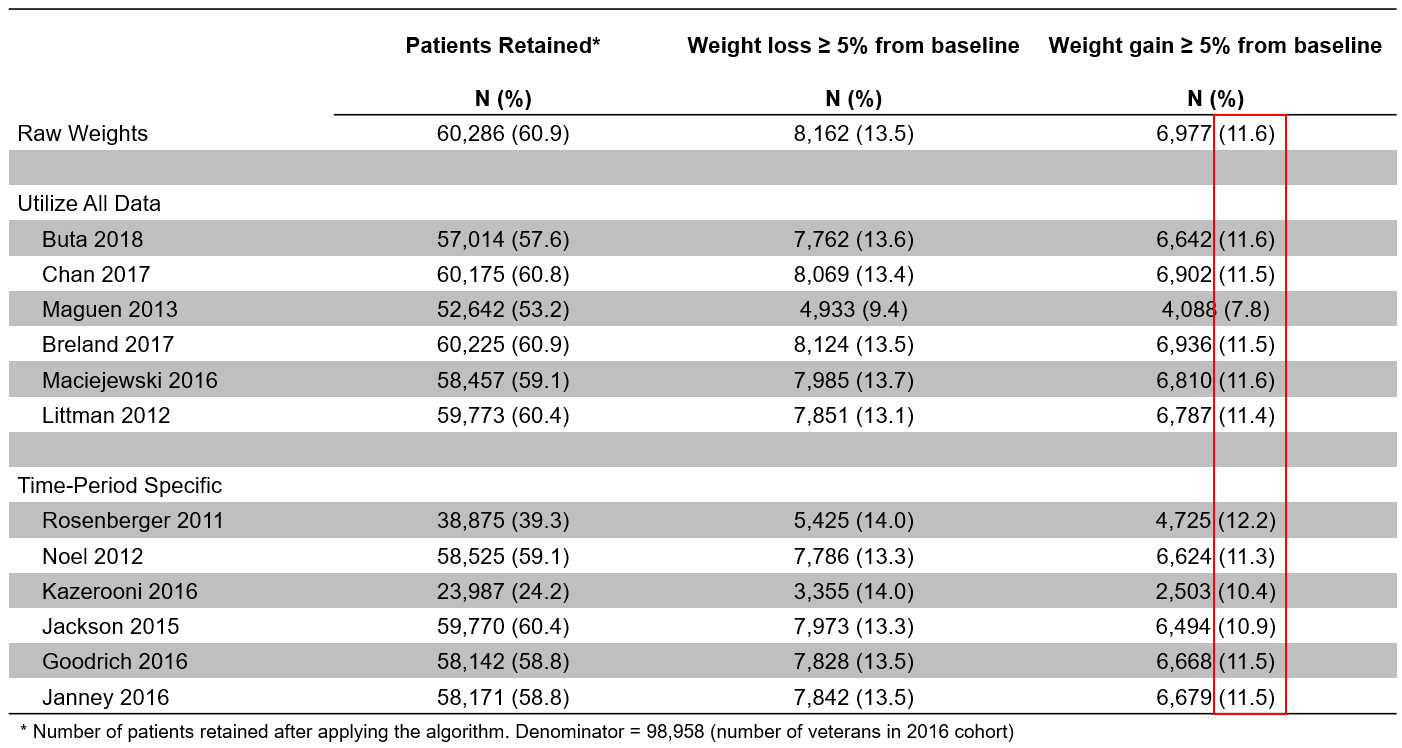 Patients Retained* Weight loss ≥ 5% from baseline Weight gain ≥ 5% from baseline
N (%) N (%) N (%)
Raw Weights 60,286 (60.9) 8,162 (13.5) 6,977 (11.6)
Utilize All Data
Buta 2018 57,014 (57.6) 7,762 (13.6) 6,642 (11.6)
Chan 2017 60,175 (60.8) 8,069 (13.4) 6,902 (11.5)
Maguen 2013 52,642 (53.2) 4,933 (9.4) 4,088 (7.8)
Breland 2017 60,225 (60.9) 8,124 (13.5) 6,936 (11.5)
Maciejewski 2016 58,457 (59.1) 7,985 (13.7) 6,810 (11.6)
Littman 2012 59,773 (60.4) 7,851 (13.1) 6,787 (11.4)
Time-Period Specific
Rosenberger 2011 38,875 (39.3) 5,425 (14.0) 4,725 (12.2)
Noel 2012 58,525 (59.1) 7,786 (13.3) 6,624 (11.3)
Kazerooni 2016 23,987 (24.2) 3,355 (14.0) 2,503 (10.4)
Jackson 2015 59,770 (60.4) 7,973 (13.3) 6,494 (10.9)
Goodrich 2016 58,142 (58.8) 7,828 (13.5) 6,668 (11.5)
Janney 2016 58,171 (58.8) 7,842 (13.5) 6,679 (11.5)
* Number of patients retained after applying the algorithm. Denominator = 98,958 (number of veterans in 2016 cohort)